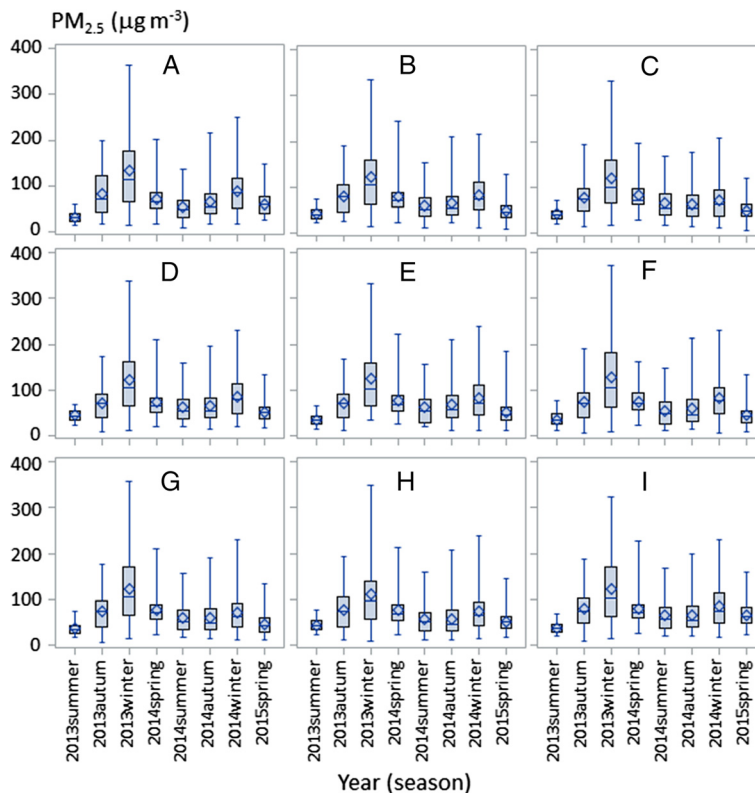 PM2.5 (μg m-3)
400 A B C
300
200
100
0
400 D E F
300
200
100
0
400 G H I
300
200
100
0
2013summer 2013autum 2013winter 2014spring 2014summer 2014autum 2014winter 2015spring 2013summer 2013autum 2013winter 2014spring 2014summer 2014autum 2014winter 2015spring 2013summer 2013autum 2013winter 2014spring 2014summer 2014autum 2014winter 2015spring
Year (season)